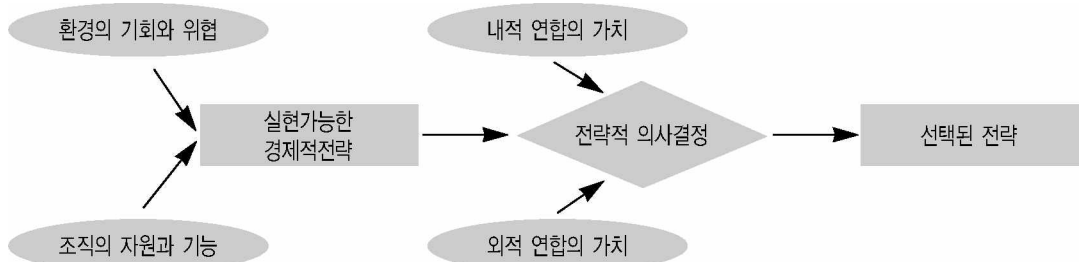 환경의 기회와 위협
내적 연합의 가치
실현가능한
경제적전략
전략적 의사결정
선택된 전략
조직의 자원과 기능
외적 연합의 가치